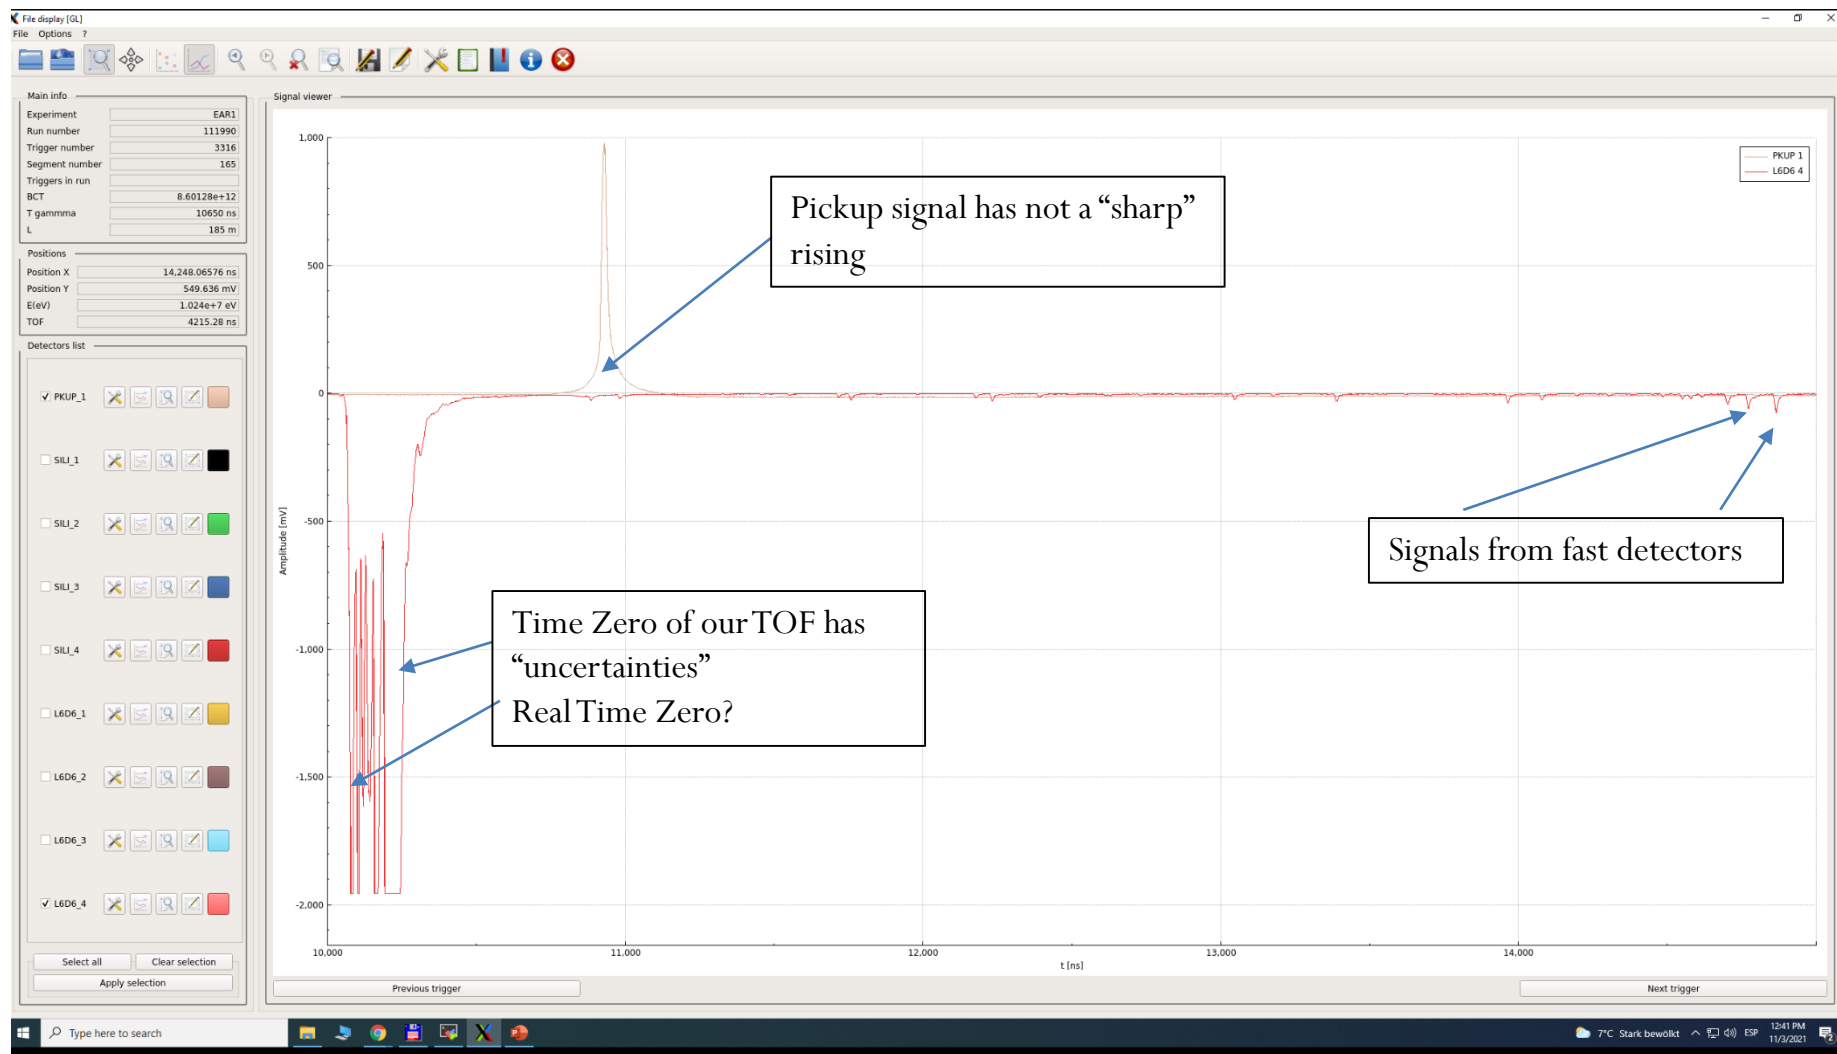 File display [GL]
File Options ?
Main info
Experiment EAR1
Run number 111990
Trigger number 3316
Segment number 165
Triggers in run
BCT 8.60128e+12
T gammma 10650 ns
L 185 m
Positions
Position X 14,248.06576 ns
Position Y 549.636 mV
E(eV) 1.024e+7 eV
TOF 4215.28 ns
Detectors list
PKUP_1
SILI_1
SILI_2
SILI_3
SILI_4
L6D6_1
L6D6_2
L6D6_3
L6D6_4
Select all Clear selection
Apply selection
Signal viewer
1,000
500
0
-500
-1,000
-1,500
-2,000
Amplitude [mV]
PKUP 1
L6D6 4
Pickup signal has not a “sharp”
rising
Signals from fast detectors
Time Zero of our TOF has
“uncertainties”
Real Time Zero?
10,000 11,000 12,000 13,000 14,000
t [ns]
Previous trigger Next trigger
Type here to search
7°C Stark bewölkt ESP 12:41 PM
11/3/2021
2